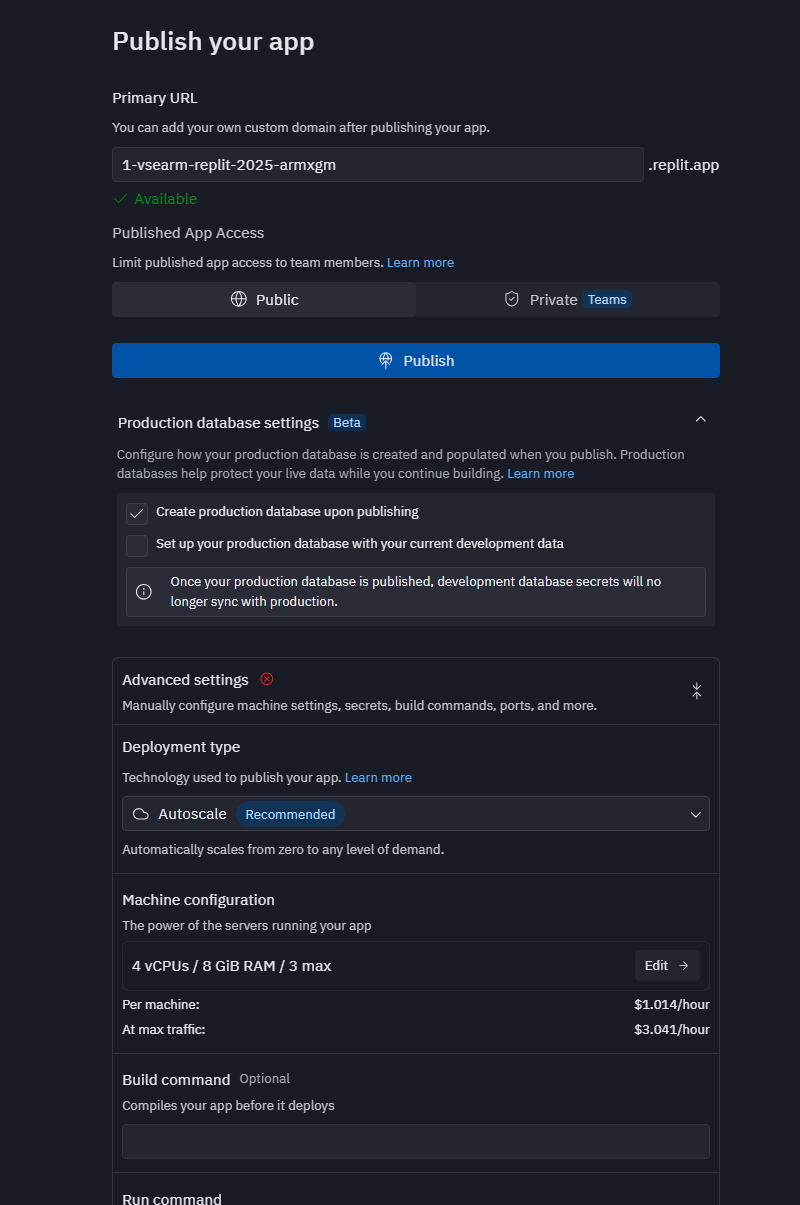 Publish your app
Primary URL
You can add your own custom domain after publishing your app.
1-vsearm-replit-2025-armxgm .replit.app
Available
Published App Access
Limit published app access to team members. Learn more
Public
Private Teams
Publish
Production database settings Beta
Configure how your production database is created and populated when you publish. Production
databases help protect your live data while you continue building. Learn more
Create production database upon publishing
Set up your production database with your current development data
Once your production database is published, development database secrets will no
longer sync with production.
Advanced settings
Manually configure machine settings, secrets, build commands, ports, and more.
Deployment type
Technology used to publish your app. Learn more
Autoscale Recommended
Automatically scales from zero to any level of demand.
Machine configuration
The power of the servers running your app
4 vCPUs / 8 GiB RAM / 3 max Edit
Per machine: $1.014/hour
At max traffic: $3.041/hour
Build command Optional
Compiles your app before it deploys
Run command